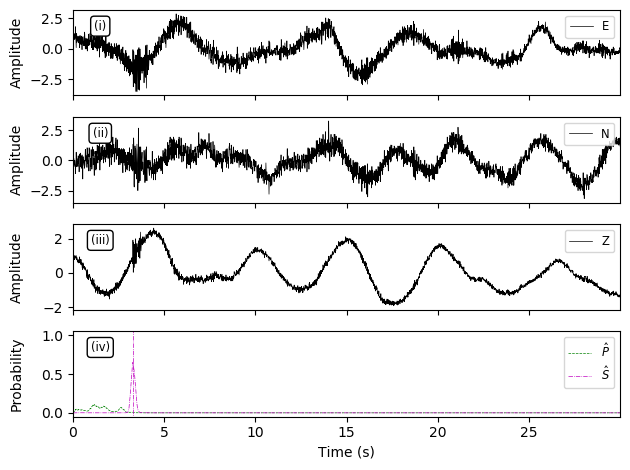 (i)
E
Amplitude
2.5
0.0
−2.5
(ii)
N
Amplitude
2.5
0.0
−2.5
(iii)
Z
Amplitude
2
0
−2
(iv)
P̂
Ŝ
Probability
1.0
0.5
0.0
0 5 10 15 20 25
Time (s)